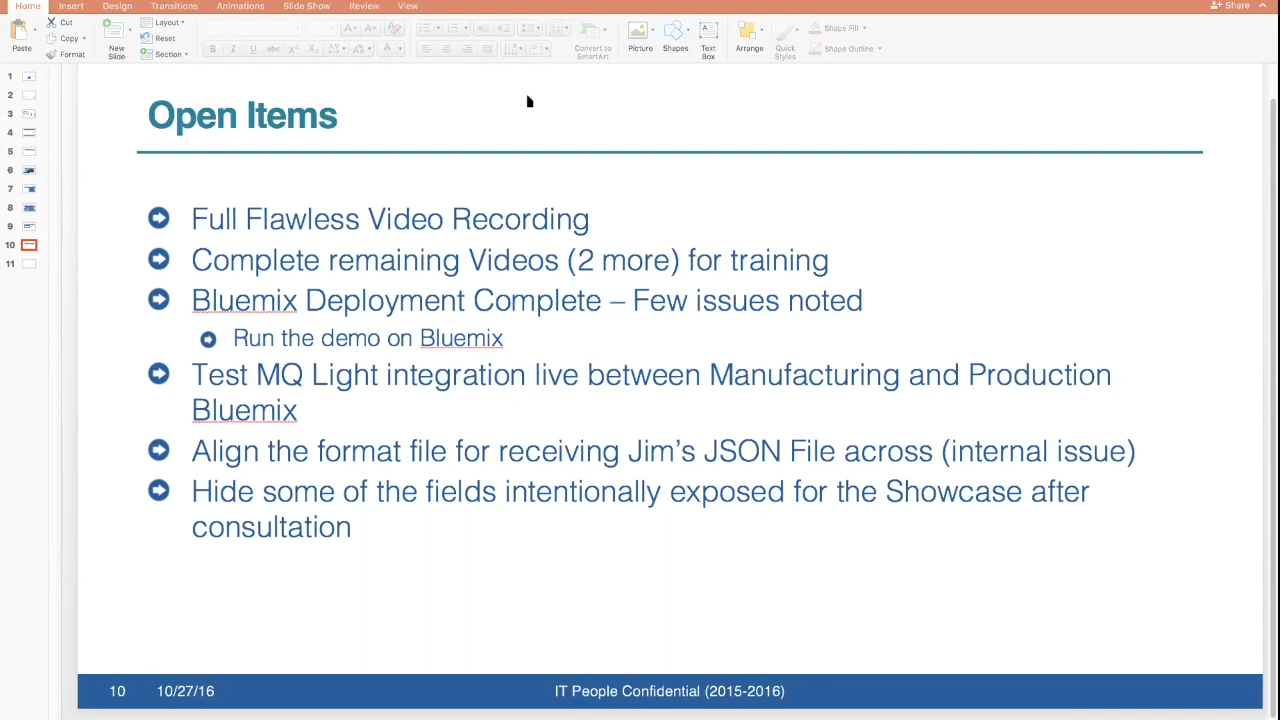 Home Insert Design Transitions Animations Slide Show Review View Share
Paste Cut Copy Format
New Slide Layout Reset Section
B I U abc X² X₂ AV A
Convert to SmartArt Picture Shapes Text Box Arrange Quick Styles Shape Fill Shape Outline
1
2
3
4
5
6
7
8
9
10
11
Open Items
Full Flawless Video Recording
Complete remaining Videos (2 more) for training
Bluemix Deployment Complete – Few issues noted
Run the demo on Bluemix
Test MQ Light integration live between Manufacturing and Production
Bluemix
Align the format file for receiving Jim’s JSON File across (internal issue)
Hide some of the fields intentionally exposed for the Showcase after
consultation
10 10/27/16 IT People Confidential (2015-2016)